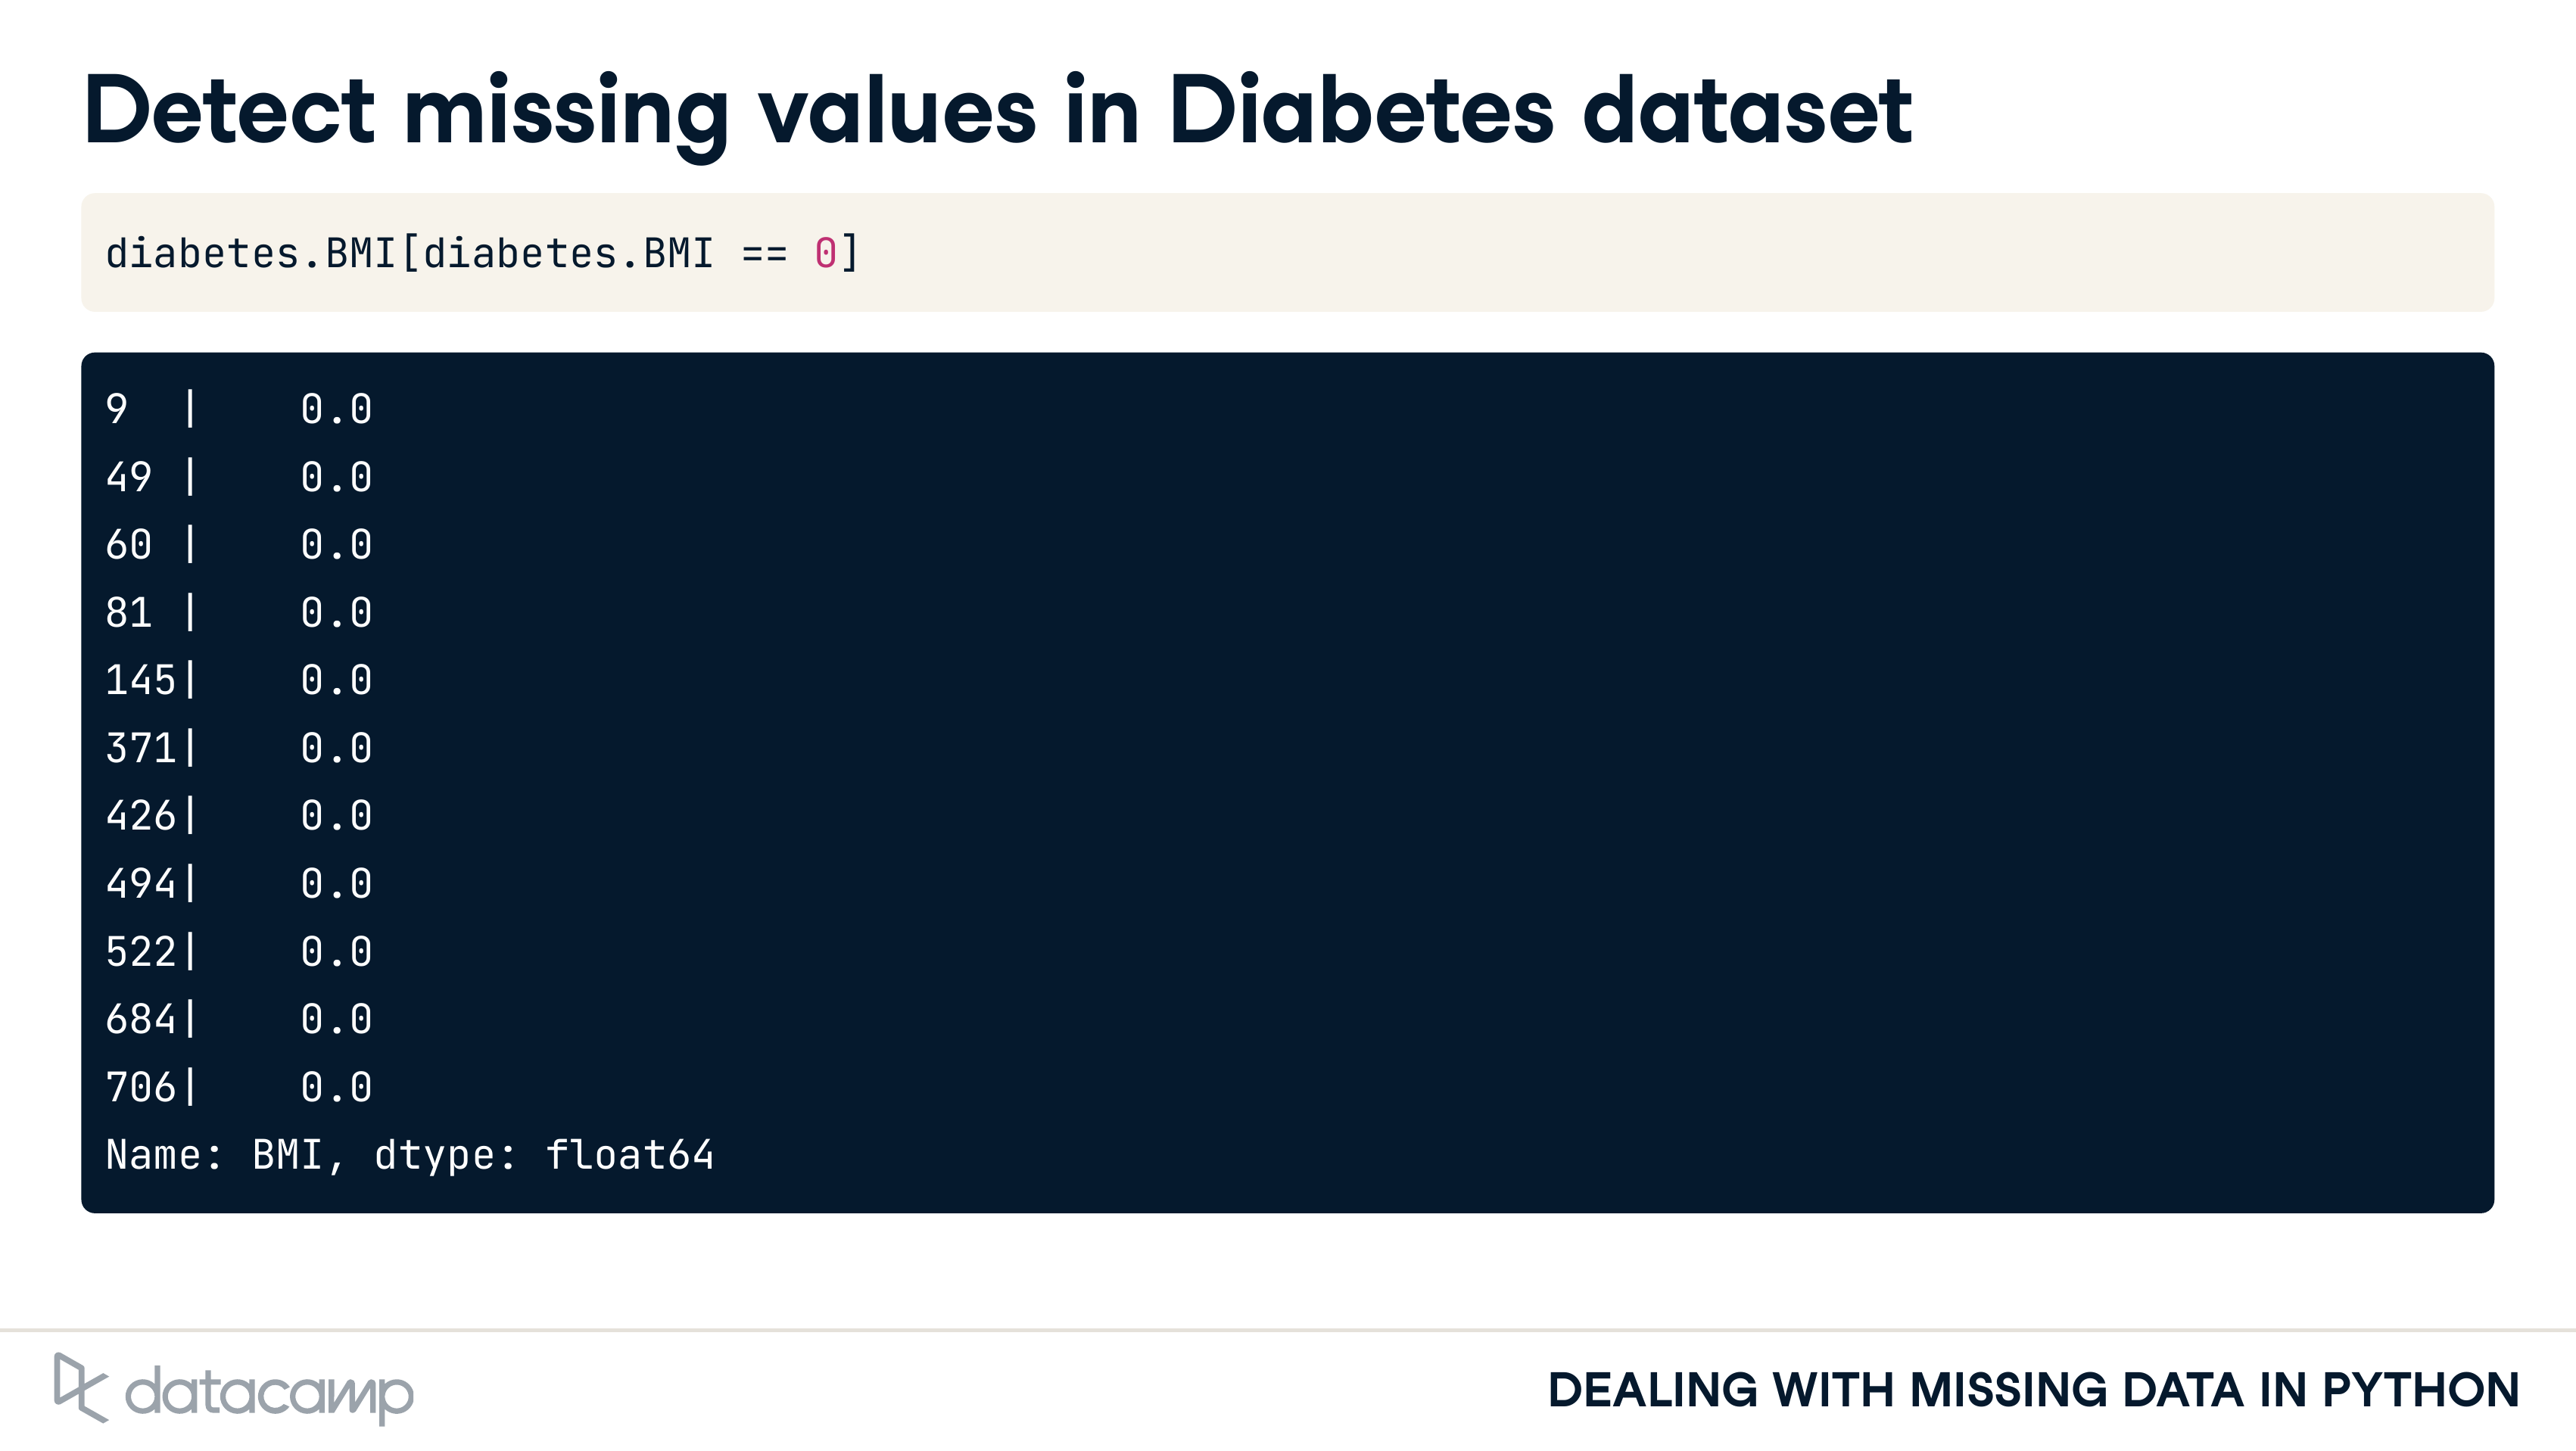 Detect missing values in Diabetes dataset
diabetes.BMI[diabetes.BMI == 0]
9  |    0.0
49 |    0.0
60 |    0.0
81 |    0.0
145|    0.0
371|    0.0
426|    0.0
494|    0.0
522|    0.0
684|    0.0
706|    0.0
Name: BMI, dtype: float64
datacamp
DEALING WITH MISSING DATA IN PYTHON